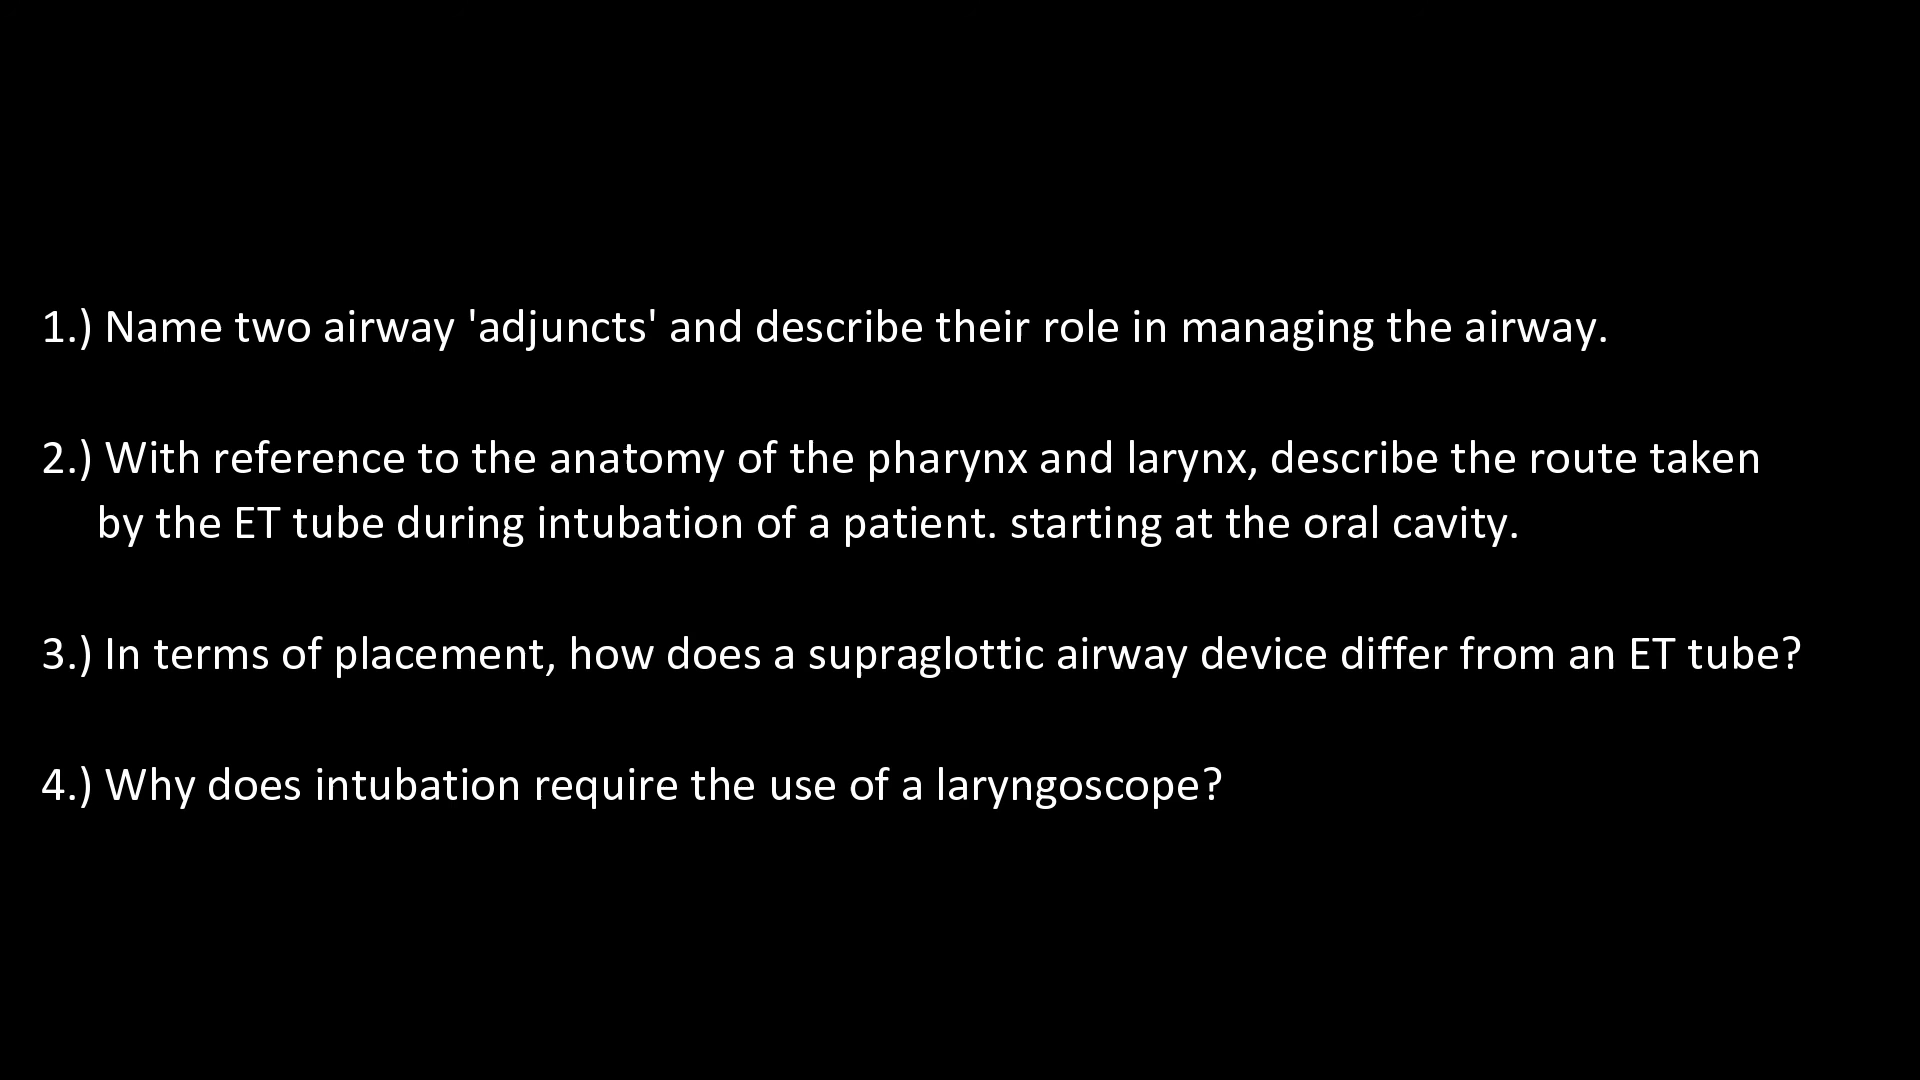 1.) Name two airway 'adjuncts' and describe their role in managing the airway.
2.) With reference to the anatomy of the pharynx and larynx, describe the route taken
by the ET tube during intubation of a patient. starting at the oral cavity.
3.) In terms of placement, how does a supraglottic airway device differ from an ET tube?
4.) Why does intubation require the use of a laryngoscope?